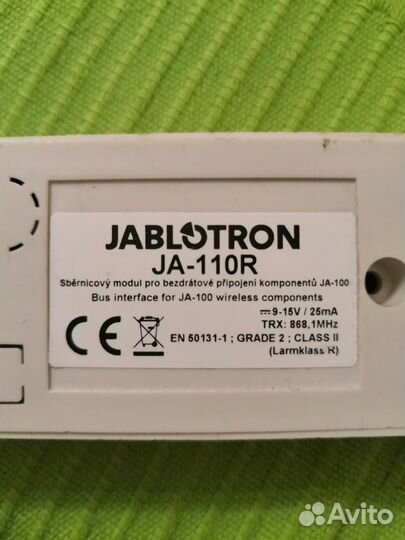 JABLOTRON
JA-110R
Sběrnicový modul pro bezdrátové připojení komponentů JA-100
Bus interface for JA-100 wireless components
⎓ 9-15V / 25mA
TRX: 868,1MHz
CE
EN 50131-1 ; GRADE 2 ; CLASS II
(Larmklass R)
Avito